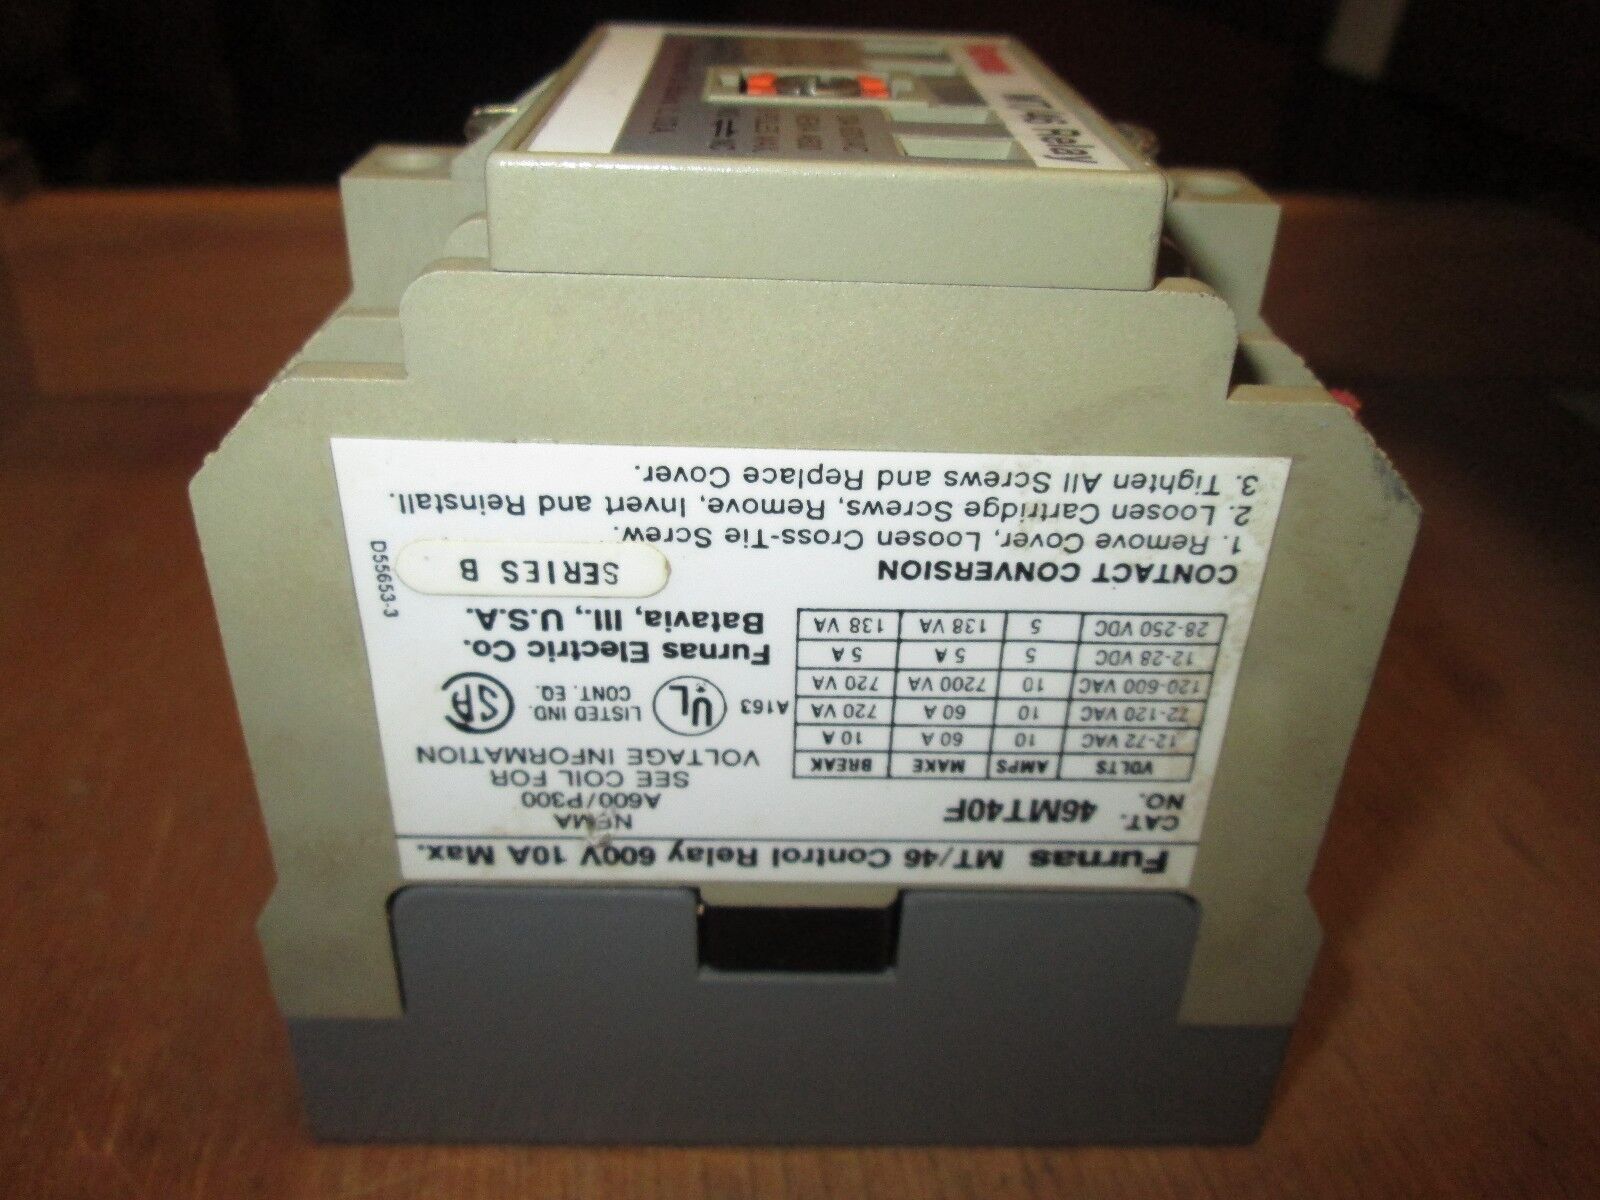 Furnas MT/46 Control Relay 600V 10A Max.
CAT. NO. 46MT40F
NEMA
A600/P300
SEE COIL FOR
VOLTAGE INFORMATION
VOLTS AMPS MAKE BREAK
12-72 VAC 10 60 A 10 A
72-120 VAC 10 60 A 720 VA
120-600 VAC 10 7200 VA 720 VA
12-28 VDC 5 5 A 5 A
28-250 VDC 5 138 VA 138 VA
A163 UL LISTED IND. CONT. EQ. SA
Furnas Electric Co.
Batavia, Ill., U.S.A.
CONTACT CONVERSION
SERIES B
D55653-3
1. Remove Cover, Loosen Cross-Tie Screw.
2. Loosen Cartridge Screws, Remove, Invert and Reinstall.
3. Tighten All Screws and Replace Cover.
46 Relay